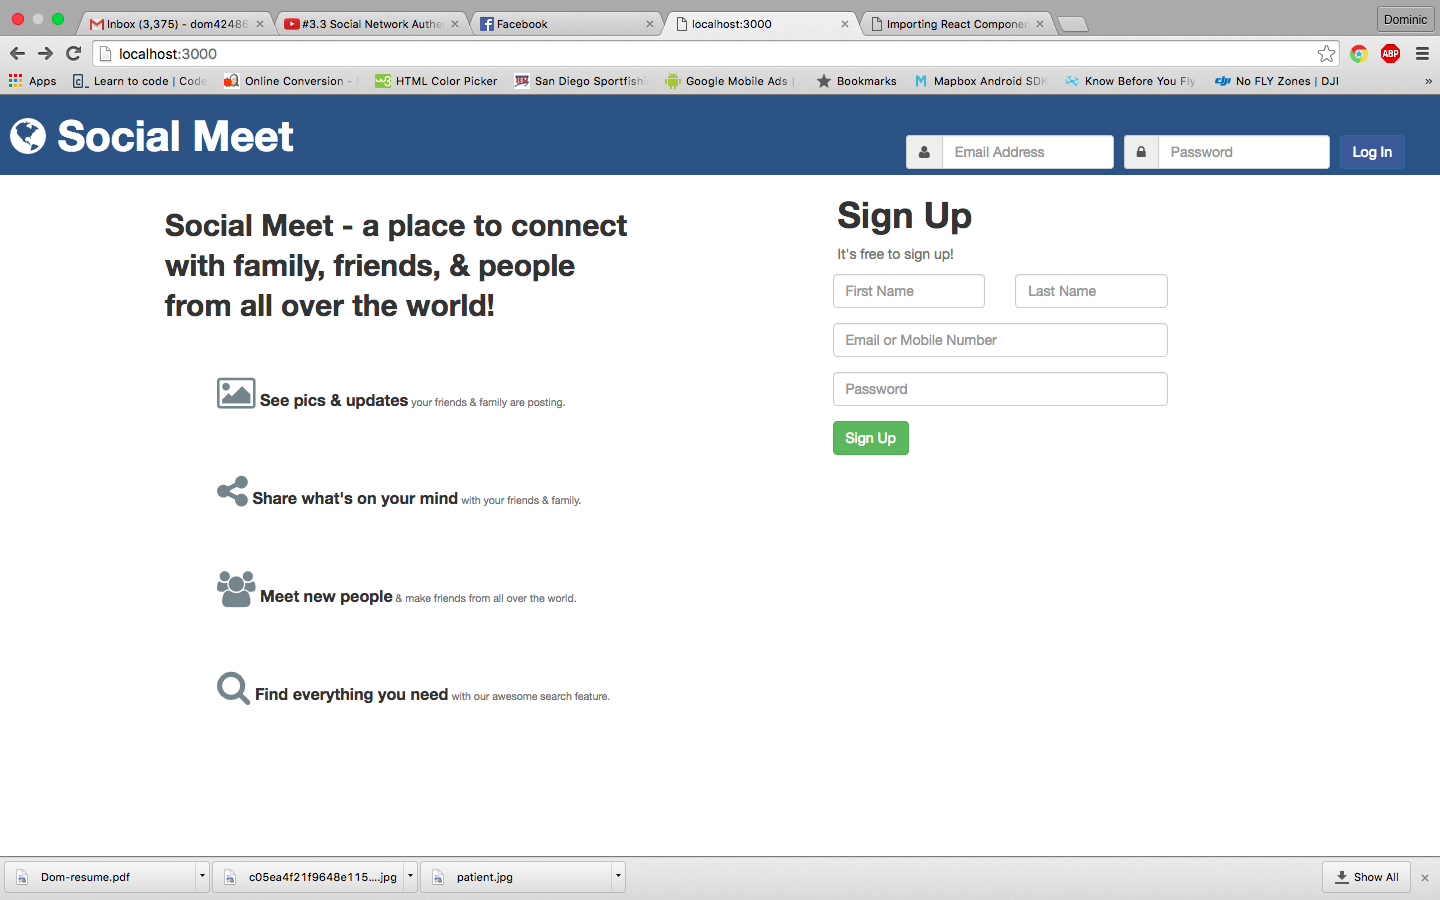 Inbox (3,375) - dom42486
#3.3 Social Network Authe
Facebook
localhost:3000
Importing React Componen
Dominic
localhost:3000
ABP
Apps
Learn to code | Code
Online Conversion -
HTML Color Picker
San Diego Sportfishi
Google Mobile Ads |
Bookmarks
Mapbox Android SDK
Know Before You Fly
No FLY Zones | DJI
»
Social Meet
Email Address
Password
Log In
Social Meet - a place to connect
with family, friends, & people
from all over the world!
See pics & updates your friends & family are posting.
Share what's on your mind with your friends & family.
Meet new people & make friends from all over the world.
Find everything you need with our awesome search feature.
Sign Up
It's free to sign up!
First Name
Last Name
Email or Mobile Number
Password
Sign Up
Dom-resume.pdf
c05ea4f21f9648e115....jpg
patient.jpg
Show All